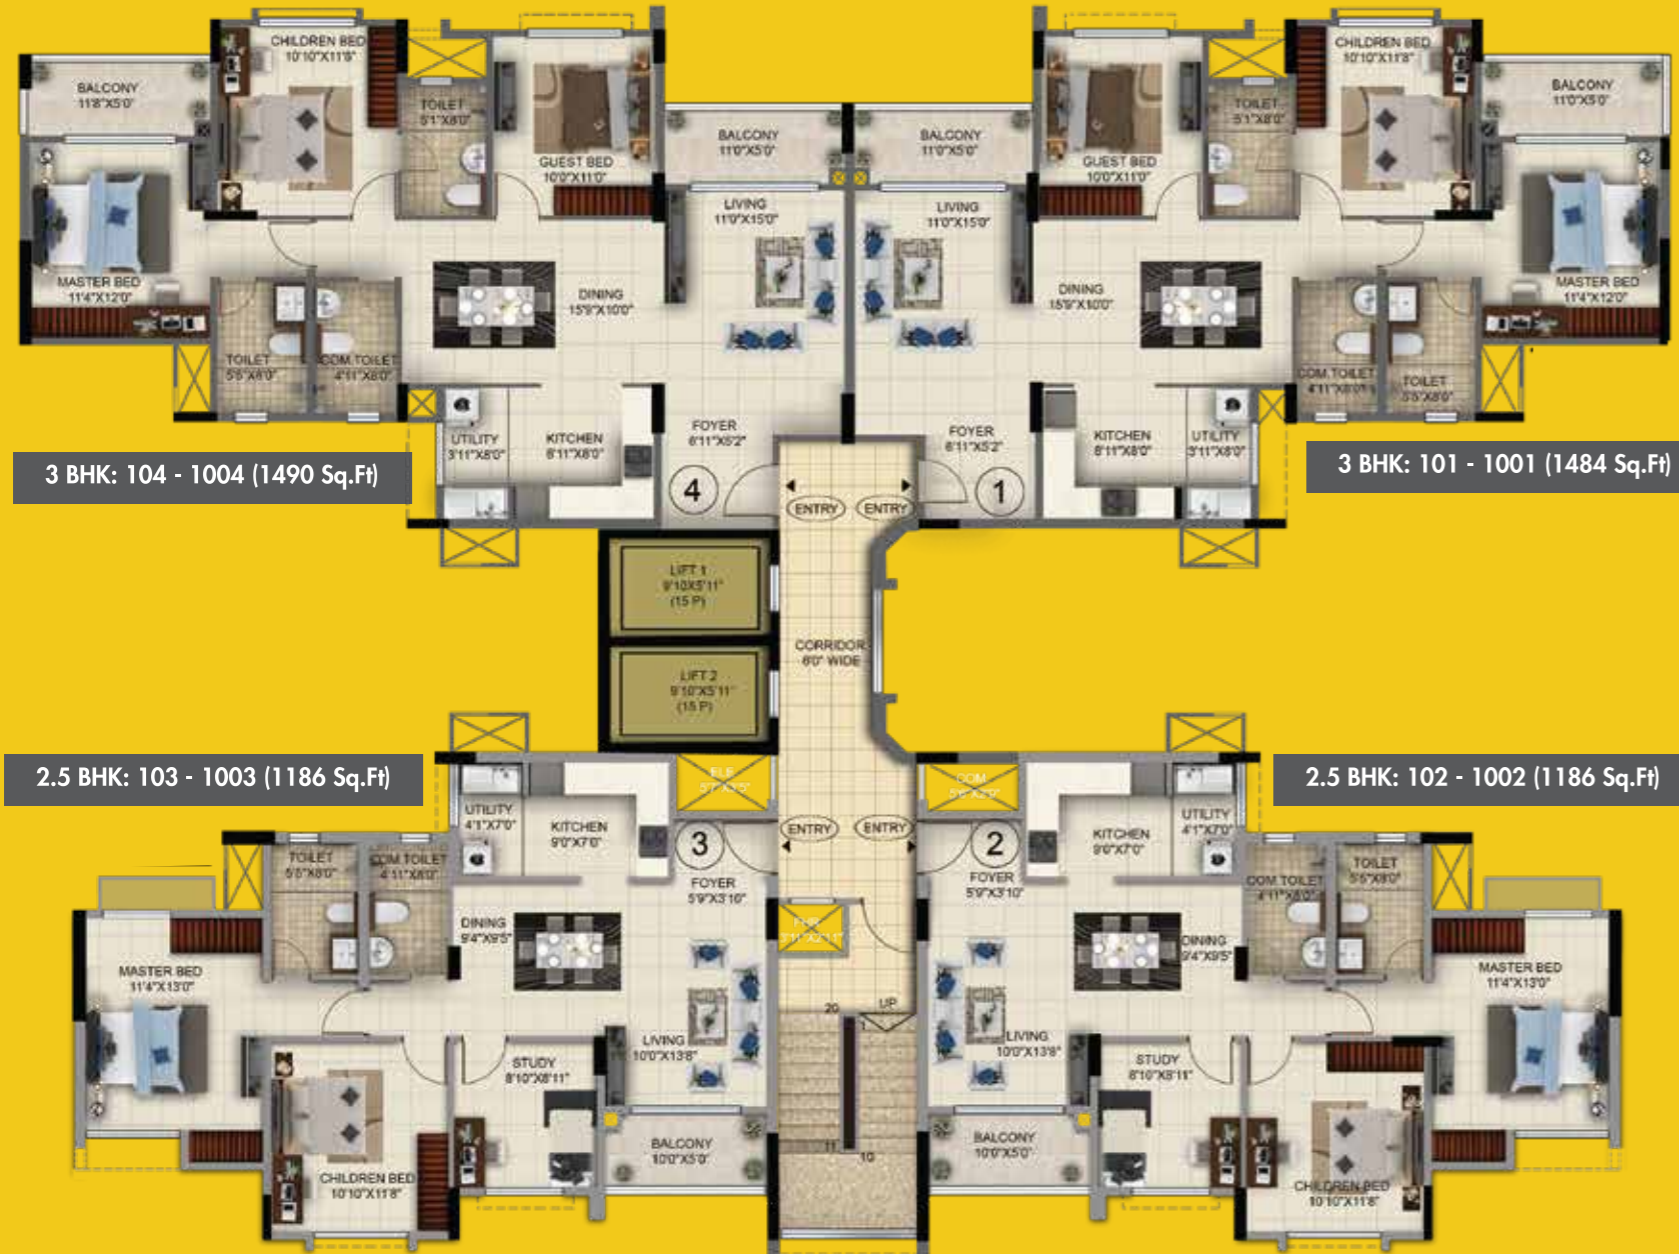 CHILDREN BED
10'10"X11'8"
BALCONY
11'8"X5'0"
TOILET
5'1"X8'0"
GUEST BED
10'0"X11'0"
BALCONY
11'0"X5'0"
MASTER BED
11'4"X12'0"
LIVING
11'0"X15'0"
DINING
15'9"X10'0"
TOILET
5'5"X8'0"
COM.TOILET
4'11"X8'0"
UTILITY
3'11"X8'0"
KITCHEN
8'11"X8'0"
FOYER
6'11"X5'2"
4
ENTRY
3 BHK: 104 - 1004 (1490 Sq.Ft)
CHILDREN BED
10'10"X11'8"
BALCONY
11'0"X5'0"
TOILET
5'1"X8'0"
GUEST BED
10'0"X11'0"
BALCONY
11'0"X5'0"
LIVING
11'0"X15'0"
DINING
15'9"X10'0"
MASTER BED
11'4"X12'0"
COM.TOILET
4'11"X8'0"
TOILET
5'5"X8'0"
FOYER
6'11"X5'2"
KITCHEN
8'11"X8'0"
UTILITY
3'11"X8'0"
1
ENTRY
3 BHK: 101 - 1001 (1484 Sq.Ft)
LIFT 1
9'10X5'11"
(15 P)
LIFT 2
9'10"X5'11"
(15 P)
CORRIDOR
6'0" WIDE
2.5 BHK: 103 - 1003 (1186 Sq.Ft)
ELE
UTILITY
4'1"X7'0"
KITCHEN
9'0"X7'0"
3
ENTRY
TOILET
5'5"X8'0"
COM.TOILET
4'11"X8'0"
FOYER
5'9"X3'10"
DINING
9'4"X9'5"
MASTER BED
11'4"X13'0"
LIVING
10'0"X13'8"
STUDY
8'10"X8'11"
BALCONY
10'0"X5'0"
CHILDREN BED
10'10"X11'8"
20
UP
1
11
10
2.5 BHK: 102 - 1002 (1186 Sq.Ft)
COM
ENTRY
2
FOYER
5'9"X3'10"
KITCHEN
9'0"X7'0"
UTILITY
4'1"X7'0"
COM.TOILET
4'11"X8'0"
TOILET
5'5"X8'0"
DINING
9'4"X9'5"
MASTER BED
11'4"X13'0"
LIVING
10'0"X13'8"
STUDY
8'10"X8'11"
BALCONY
10'0"X5'0"
CHILDREN BED
10'10"X11'8"